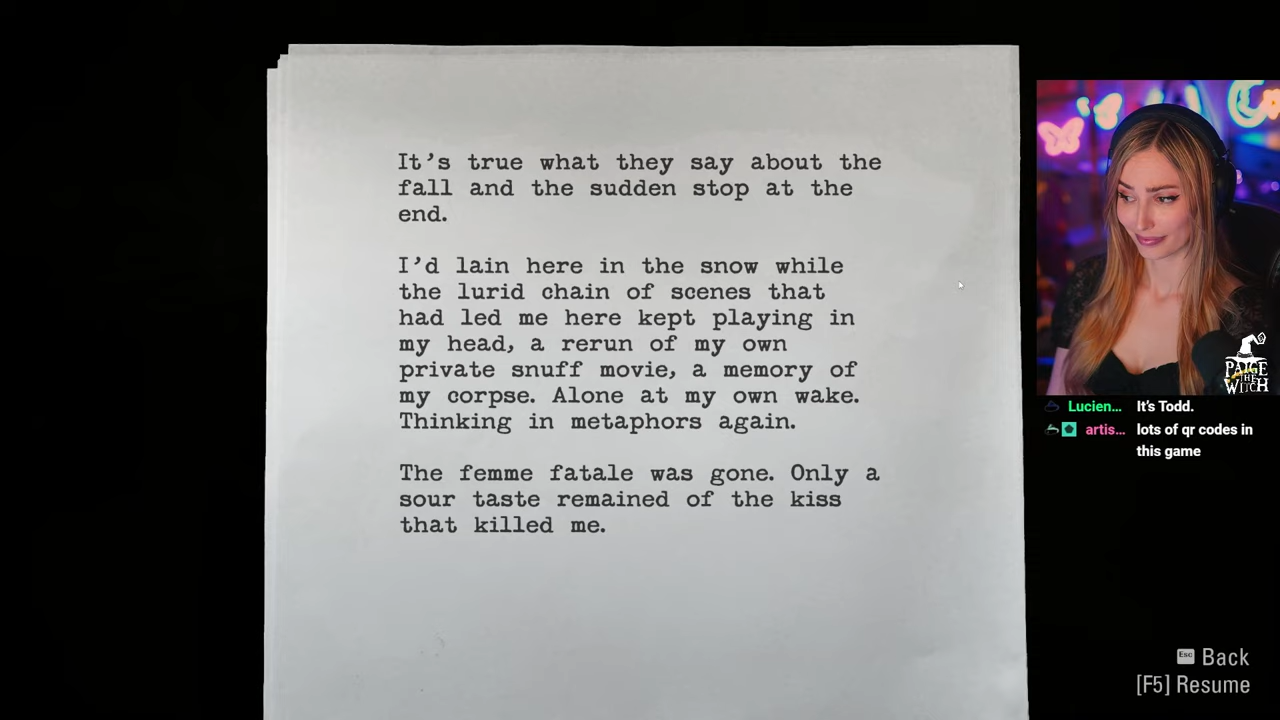 It's true what they say about the
fall and the sudden stop at the
end.
I'd lain here in the snow while
the lurid chain of scenes that
had led me here kept playing in
my head, a rerun of my own
private snuff movie, a memory of
my corpse. Alone at my own wake.
Thinking in metaphors again.
The femme fatale was gone. Only a
sour taste remained of the kiss
that killed me.
PAIGE
THE
WITCH
Lucien... It's Todd.
artis... lots of qr codes in
this game
Esc Back
[F5] Resume